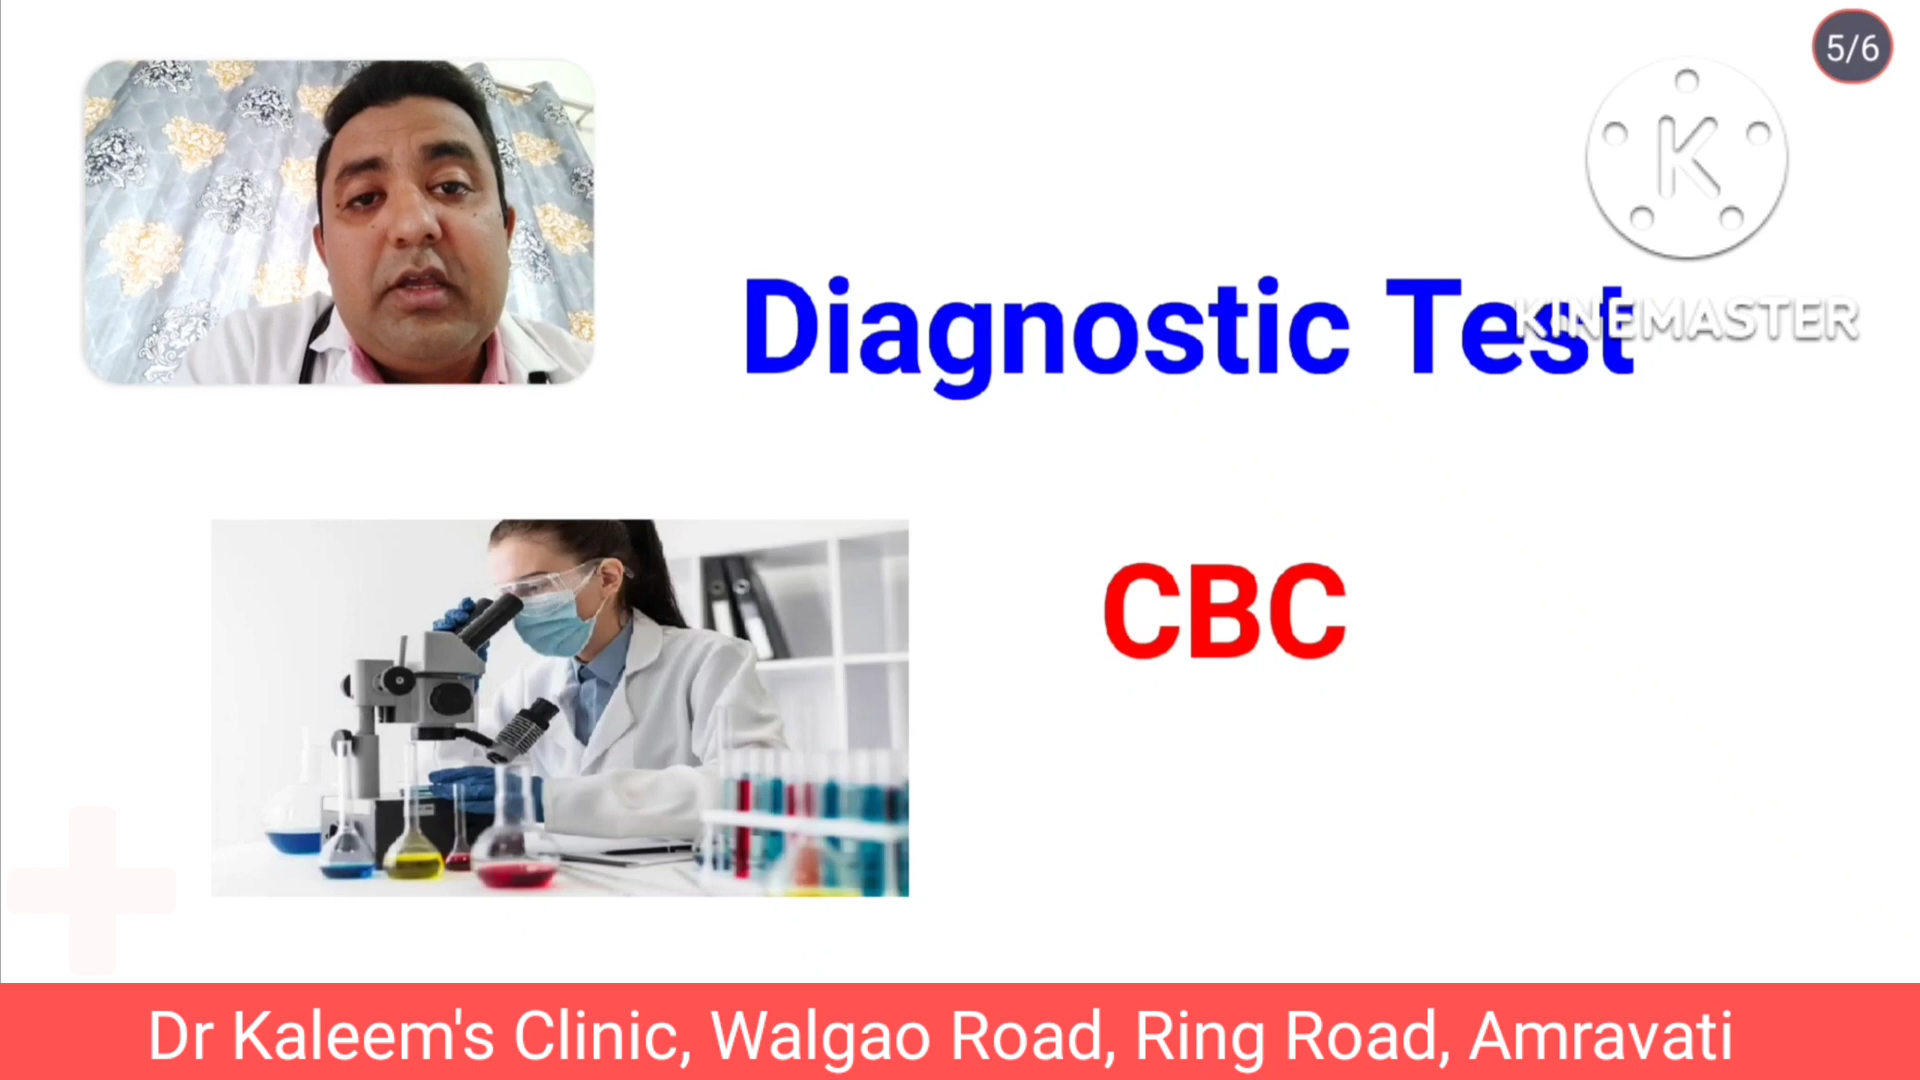 5/6
K
KINEMASTER
Diagnostic Test
CBC
Dr Kaleem's Clinic, Walgao Road, Ring Road, Amravati